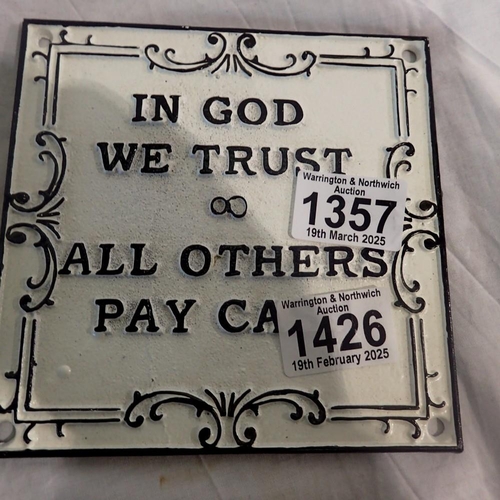 IN GOD
WE TRUST
ALL OTHERS
PAY CA
Warrington & Northwich
Auction
1357
19th March 2025
Warrington & Northwich
Auction
1426
19th February 2025